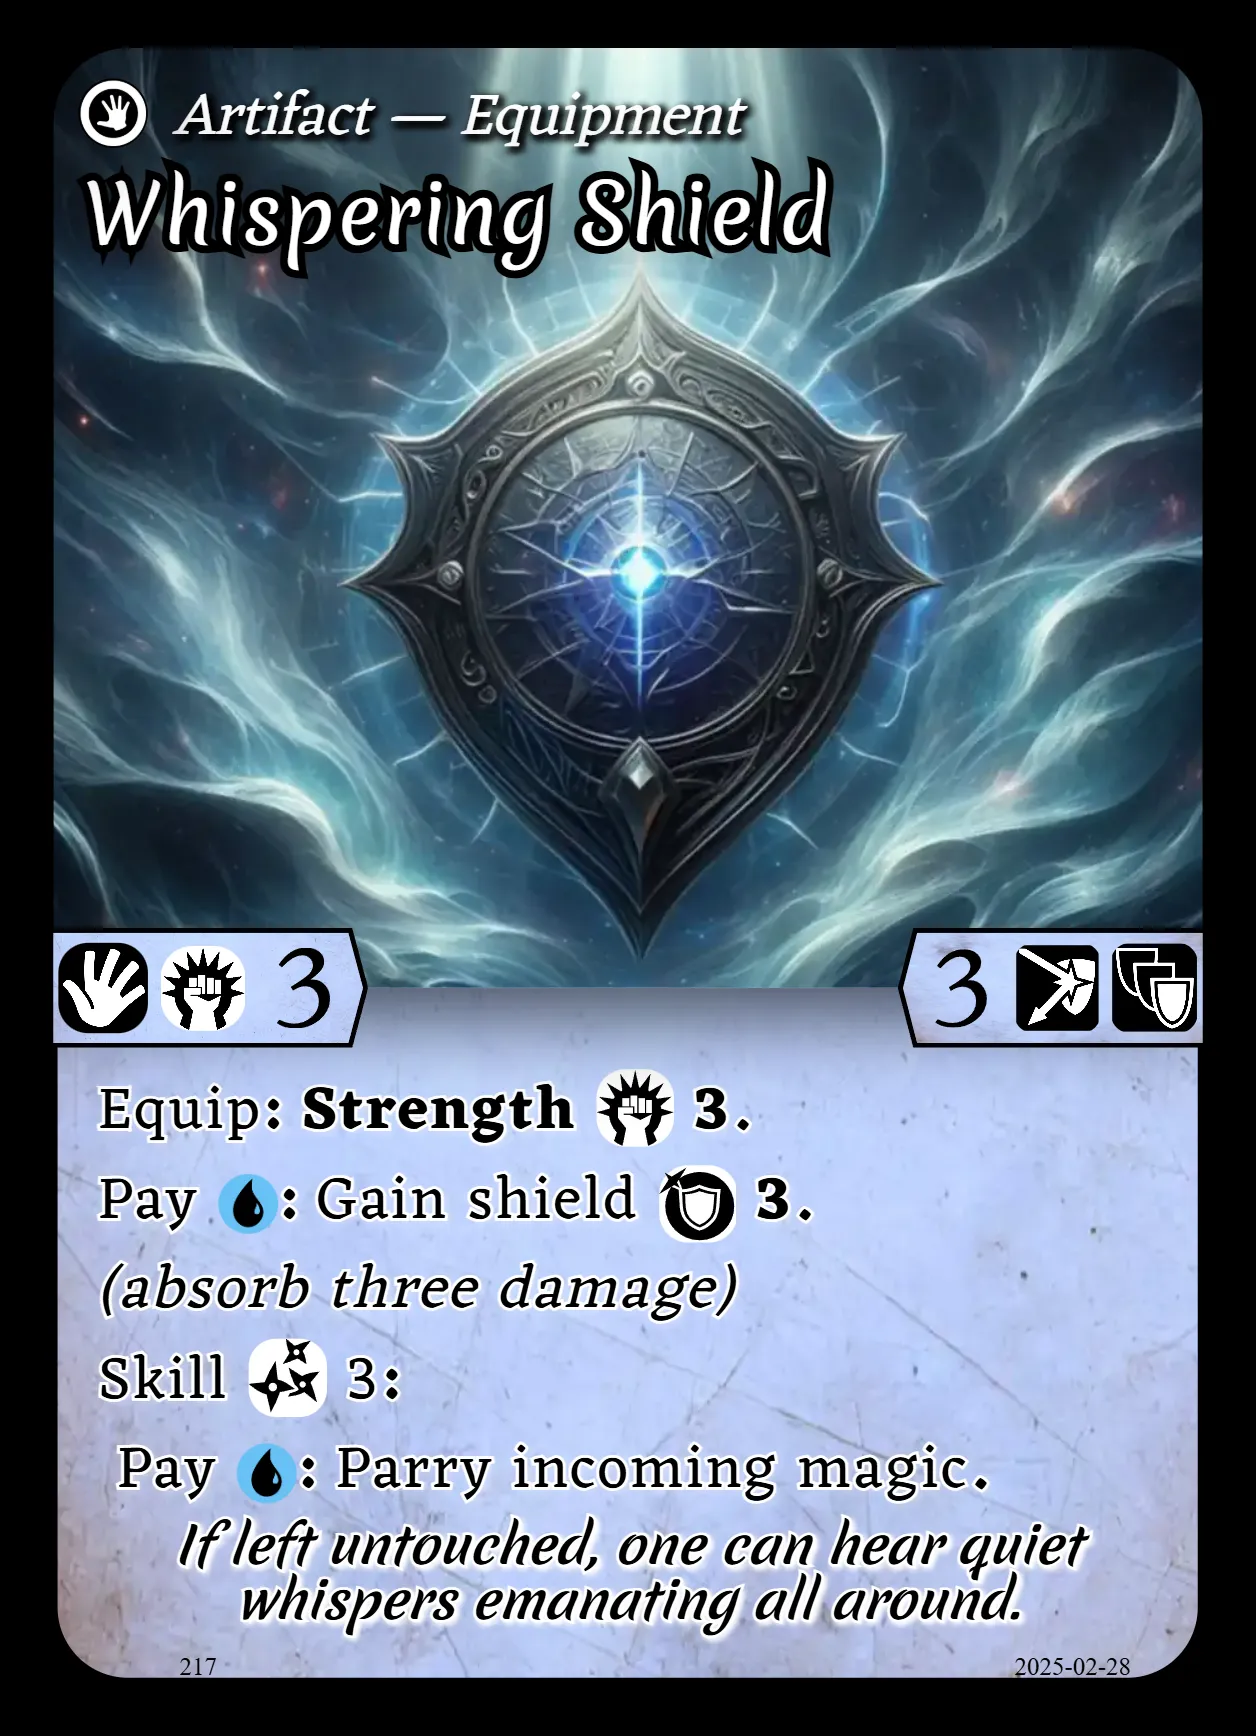 Artifact — Equipment
Whispering Shield
3
3
Equip: Strength 3.
Pay : Gain shield 3.
(absorb three damage)
Skill 3:
Pay : Parry incoming magic.
If left untouched, one can hear quiet
whispers emanating all around.
217
2025-02-28